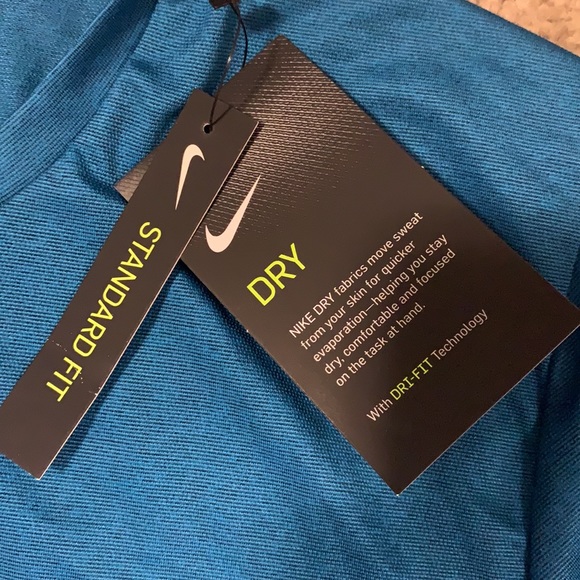 STANDARD FIT
DRY
NIKE DRY fabrics move sweat
from your skin for quicker
evaporation—helping you stay
dry, comfortable and focused
on the task at hand.
With DRI-FIT Technology